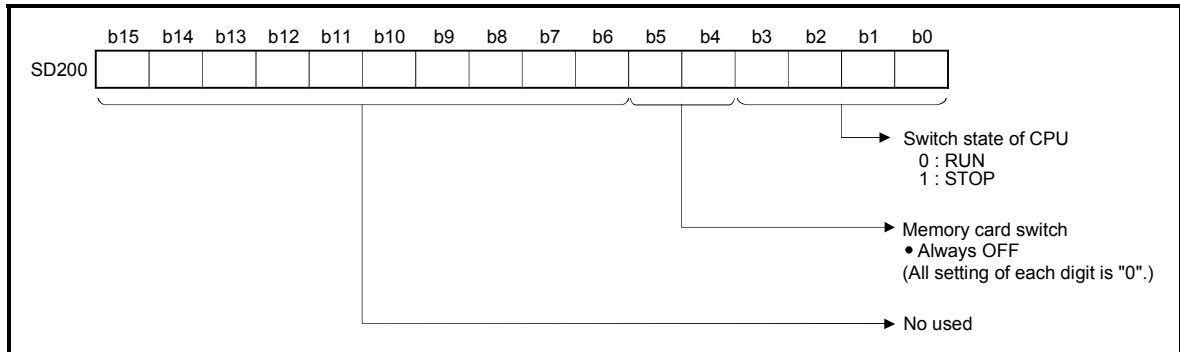 b15 b14 b13 b12 b11 b10 b9 b8 b7 b6 b5 b4 b3 b2 b1 b0
SD200
Switch state of CPU
0 : RUN
1 : STOP
Memory card switch
• Always OFF
(All setting of each digit is "0".)
No used